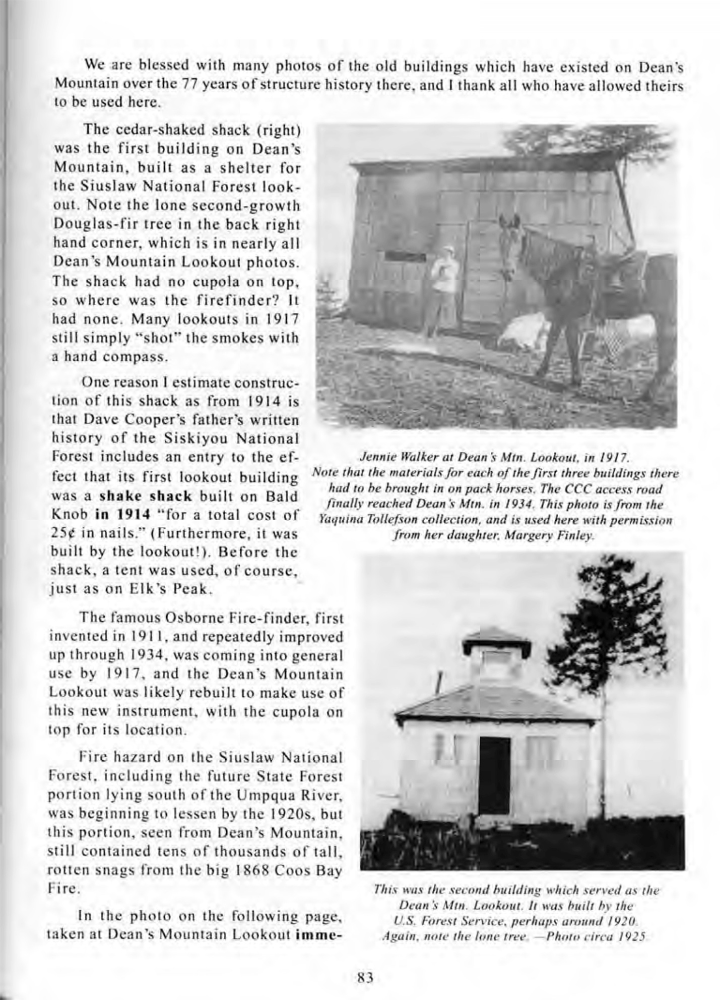 We are blessed with many photos of the old buildings which have existed on Dean's
Mountain over the 77 years of structure history there, and I thank all who have allowed theirs
to be used here.
The cedar-shaked shack (right)
was the first building on Dean's
Mountain, built as a shelter for
the Siuslaw National Forest look-
out. Note the lone second-growth
Douglas-fir tree in the back right
hand corner, which is in nearly all
Dean's Mountain Lookout photos.
The shack had no cupola on top,
so where was the firefinder? It
had none. Many lookouts in 1917
still simply “shot” the smokes with
a hand compass.
One reason I estimate construc-
tion of this shack as from 1914 is
that Dave Cooper's father's written
history of the Siskiyou National
Forest includes an entry to the ef-
fect that its first lookout building
was a shake shack built on Bald
Knob in 1914 “for a total cost of
25¢ in nails.” (Furthermore, it was
built by the lookout!). Before the
shack, a tent was used, of course,
just as on Elk's Peak.
Jennie Walker at Dean's Mtn. Lookout, in 1917.
Note that the materials for each of the first three buildings there
had to be brought in on pack horses. The CCC access road
finally reached Dean's Mtn. in 1934. This photo is from the
Yaquina Tollefson collection, and is used here with permission
from her daughter, Margery Finley.
The famous Osborne Fire-finder, first
invented in 1911, and repeatedly improved
up through 1934, was coming into general
use by 1917, and the Dean's Mountain
Lookout was likely rebuilt to make use of
this new instrument, with the cupola on
top for its location.
Fire hazard on the Siuslaw National
Forest, including the future State Forest
portion lying south of the Umpqua River,
was beginning to lessen by the 1920s, but
this portion, seen from Dean's Mountain,
still contained tens of thousands of tall,
rotten snags from the big 1868 Coos Bay
Fire.
In the photo on the following page,
taken at Dean's Mountain Lookout imme-
This was the second building which served as the
Dean's Mtn. Lookout. It was built by the
U.S. Forest Service, perhaps around 1920.
Again, note the lone tree. —Photo circa 1925.
83